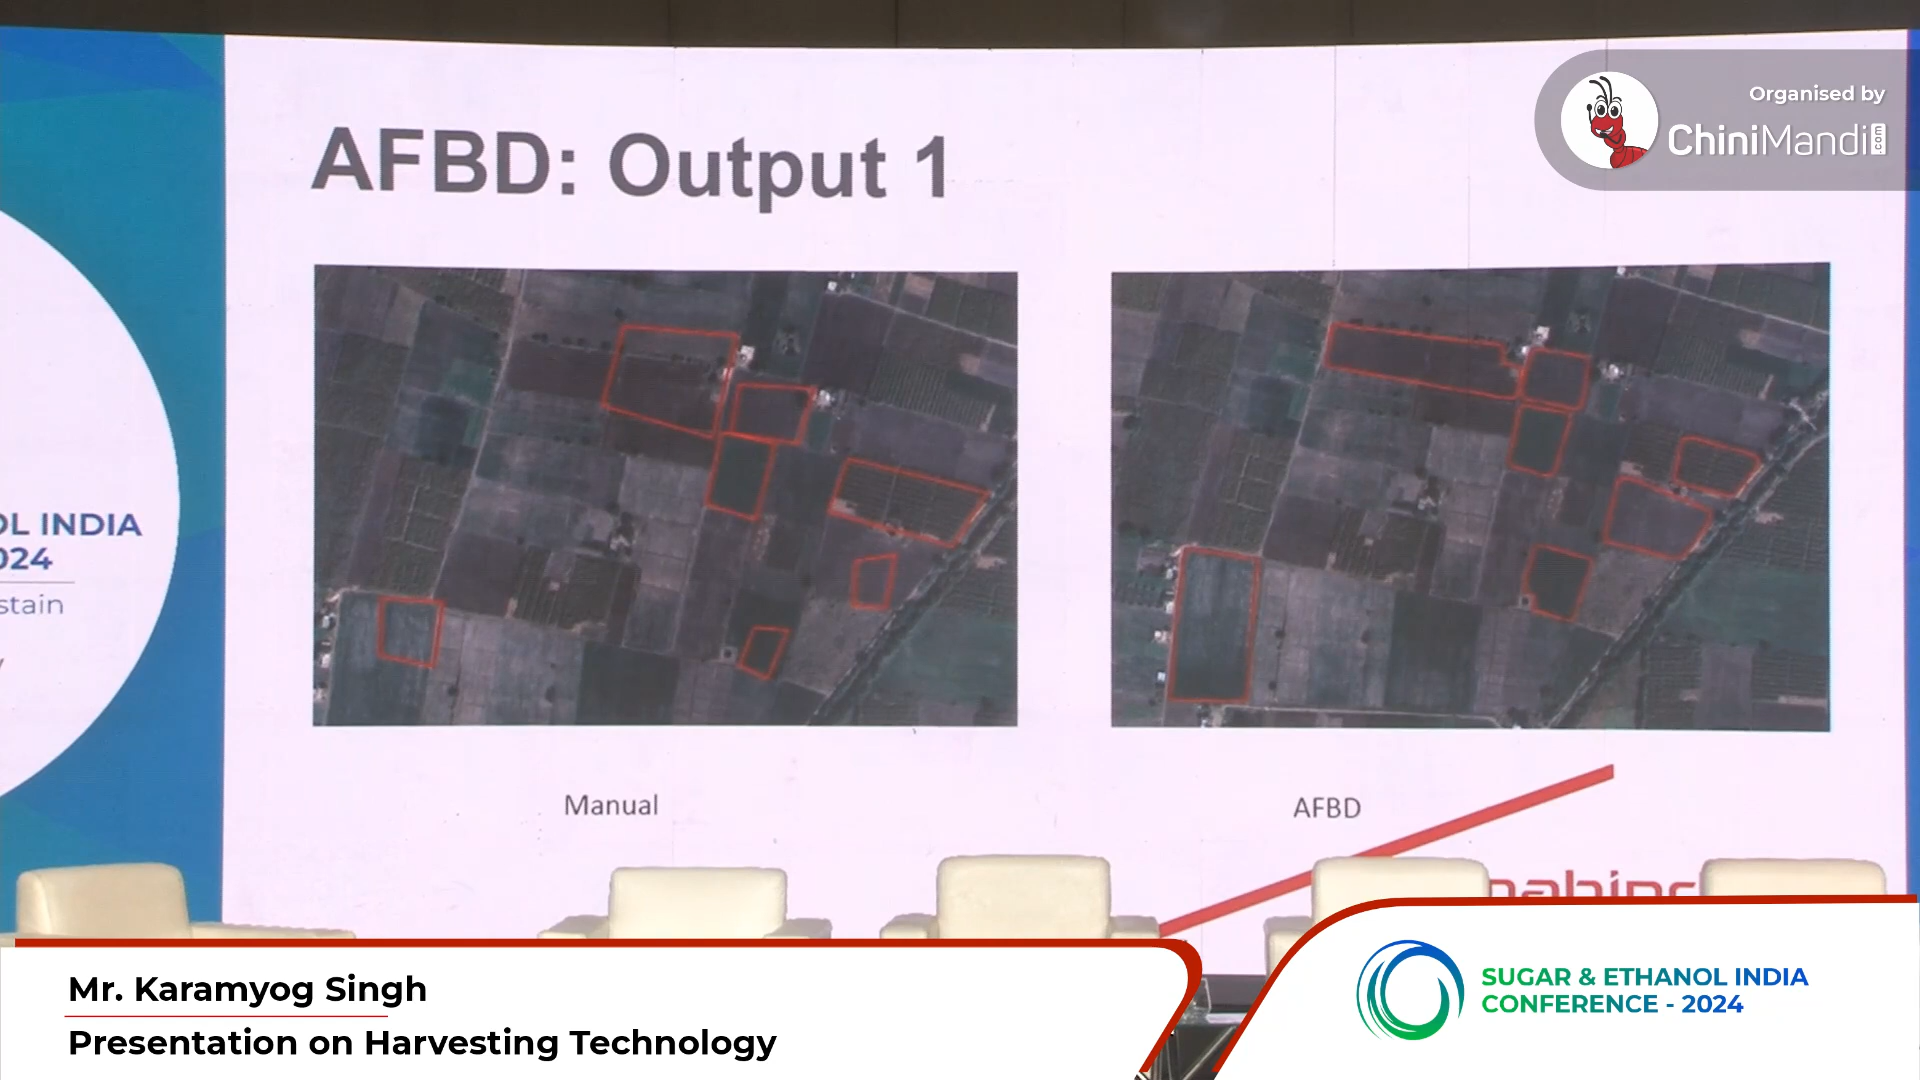 AFBD: Output 1
Organised by
ChiniMandi.com
OL INDIA
024
stain
y
Manual
AFBD
Mr. Karamyog Singh
Presentation on Harvesting Technology
SUGAR & ETHANOL INDIA
CONFERENCE - 2024